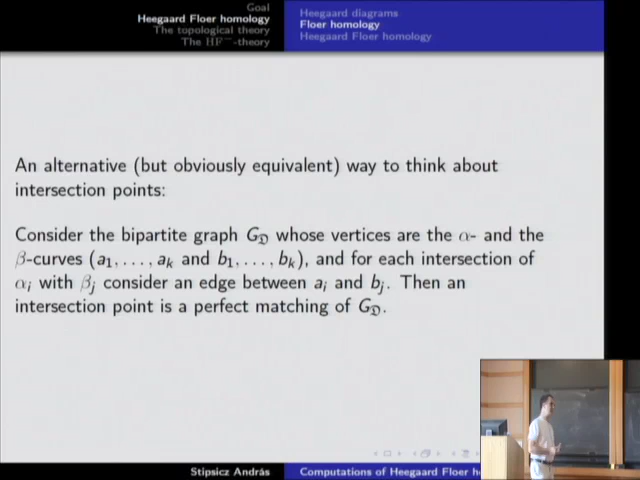 Goal
Heegaard Floer homology
The topological theory
The HF⁻-theory
Heegaard diagrams
Floer homology
Heegaard Floer homology
An alternative (but obviously equivalent) way to think about
intersection points:
Consider the bipartite graph G𝔇 whose vertices are the α- and the
β-curves (a₁, . . . , aₖ and b₁, . . . , bₖ), and for each intersection of
αᵢ with βⱼ consider an edge between aᵢ and bⱼ. Then an
intersection point is a perfect matching of G𝔇.
Stipsicz András
Computations of Heegaard Floer h